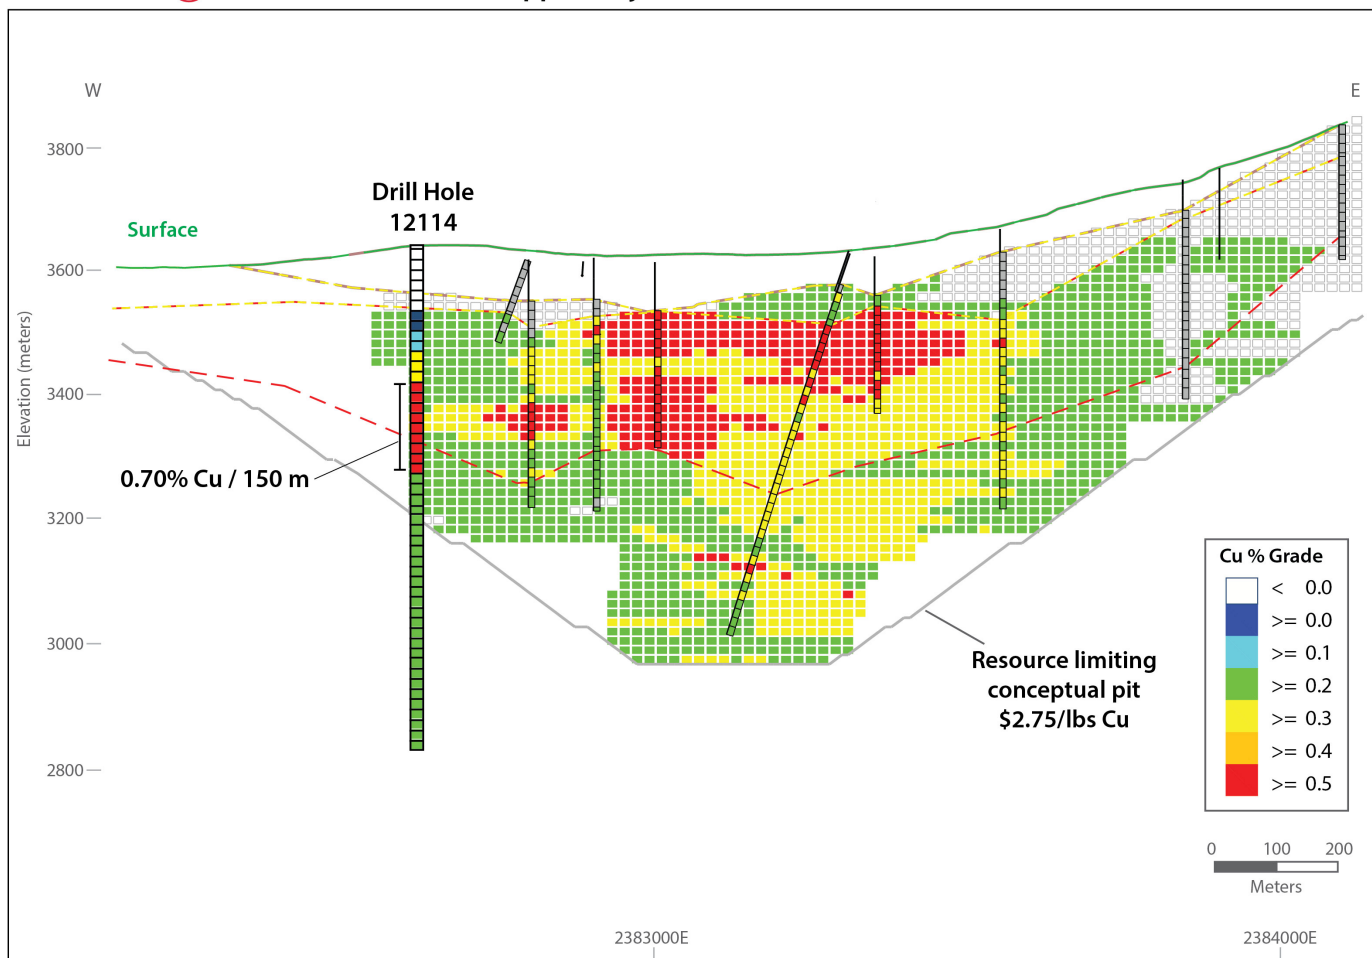 W
E
3800
Drill Hole
12114
Surface
3600
Elevation (meters)
3400
0.70% Cu / 150 m
3200
3000
2800
Resource limiting
conceptual pit
$2.75/lbs Cu
Cu % Grade
< 0.0
>= 0.0
>= 0.1
>= 0.2
>= 0.3
>= 0.4
>= 0.5
0 100 200
Meters
2383000E
2384000E